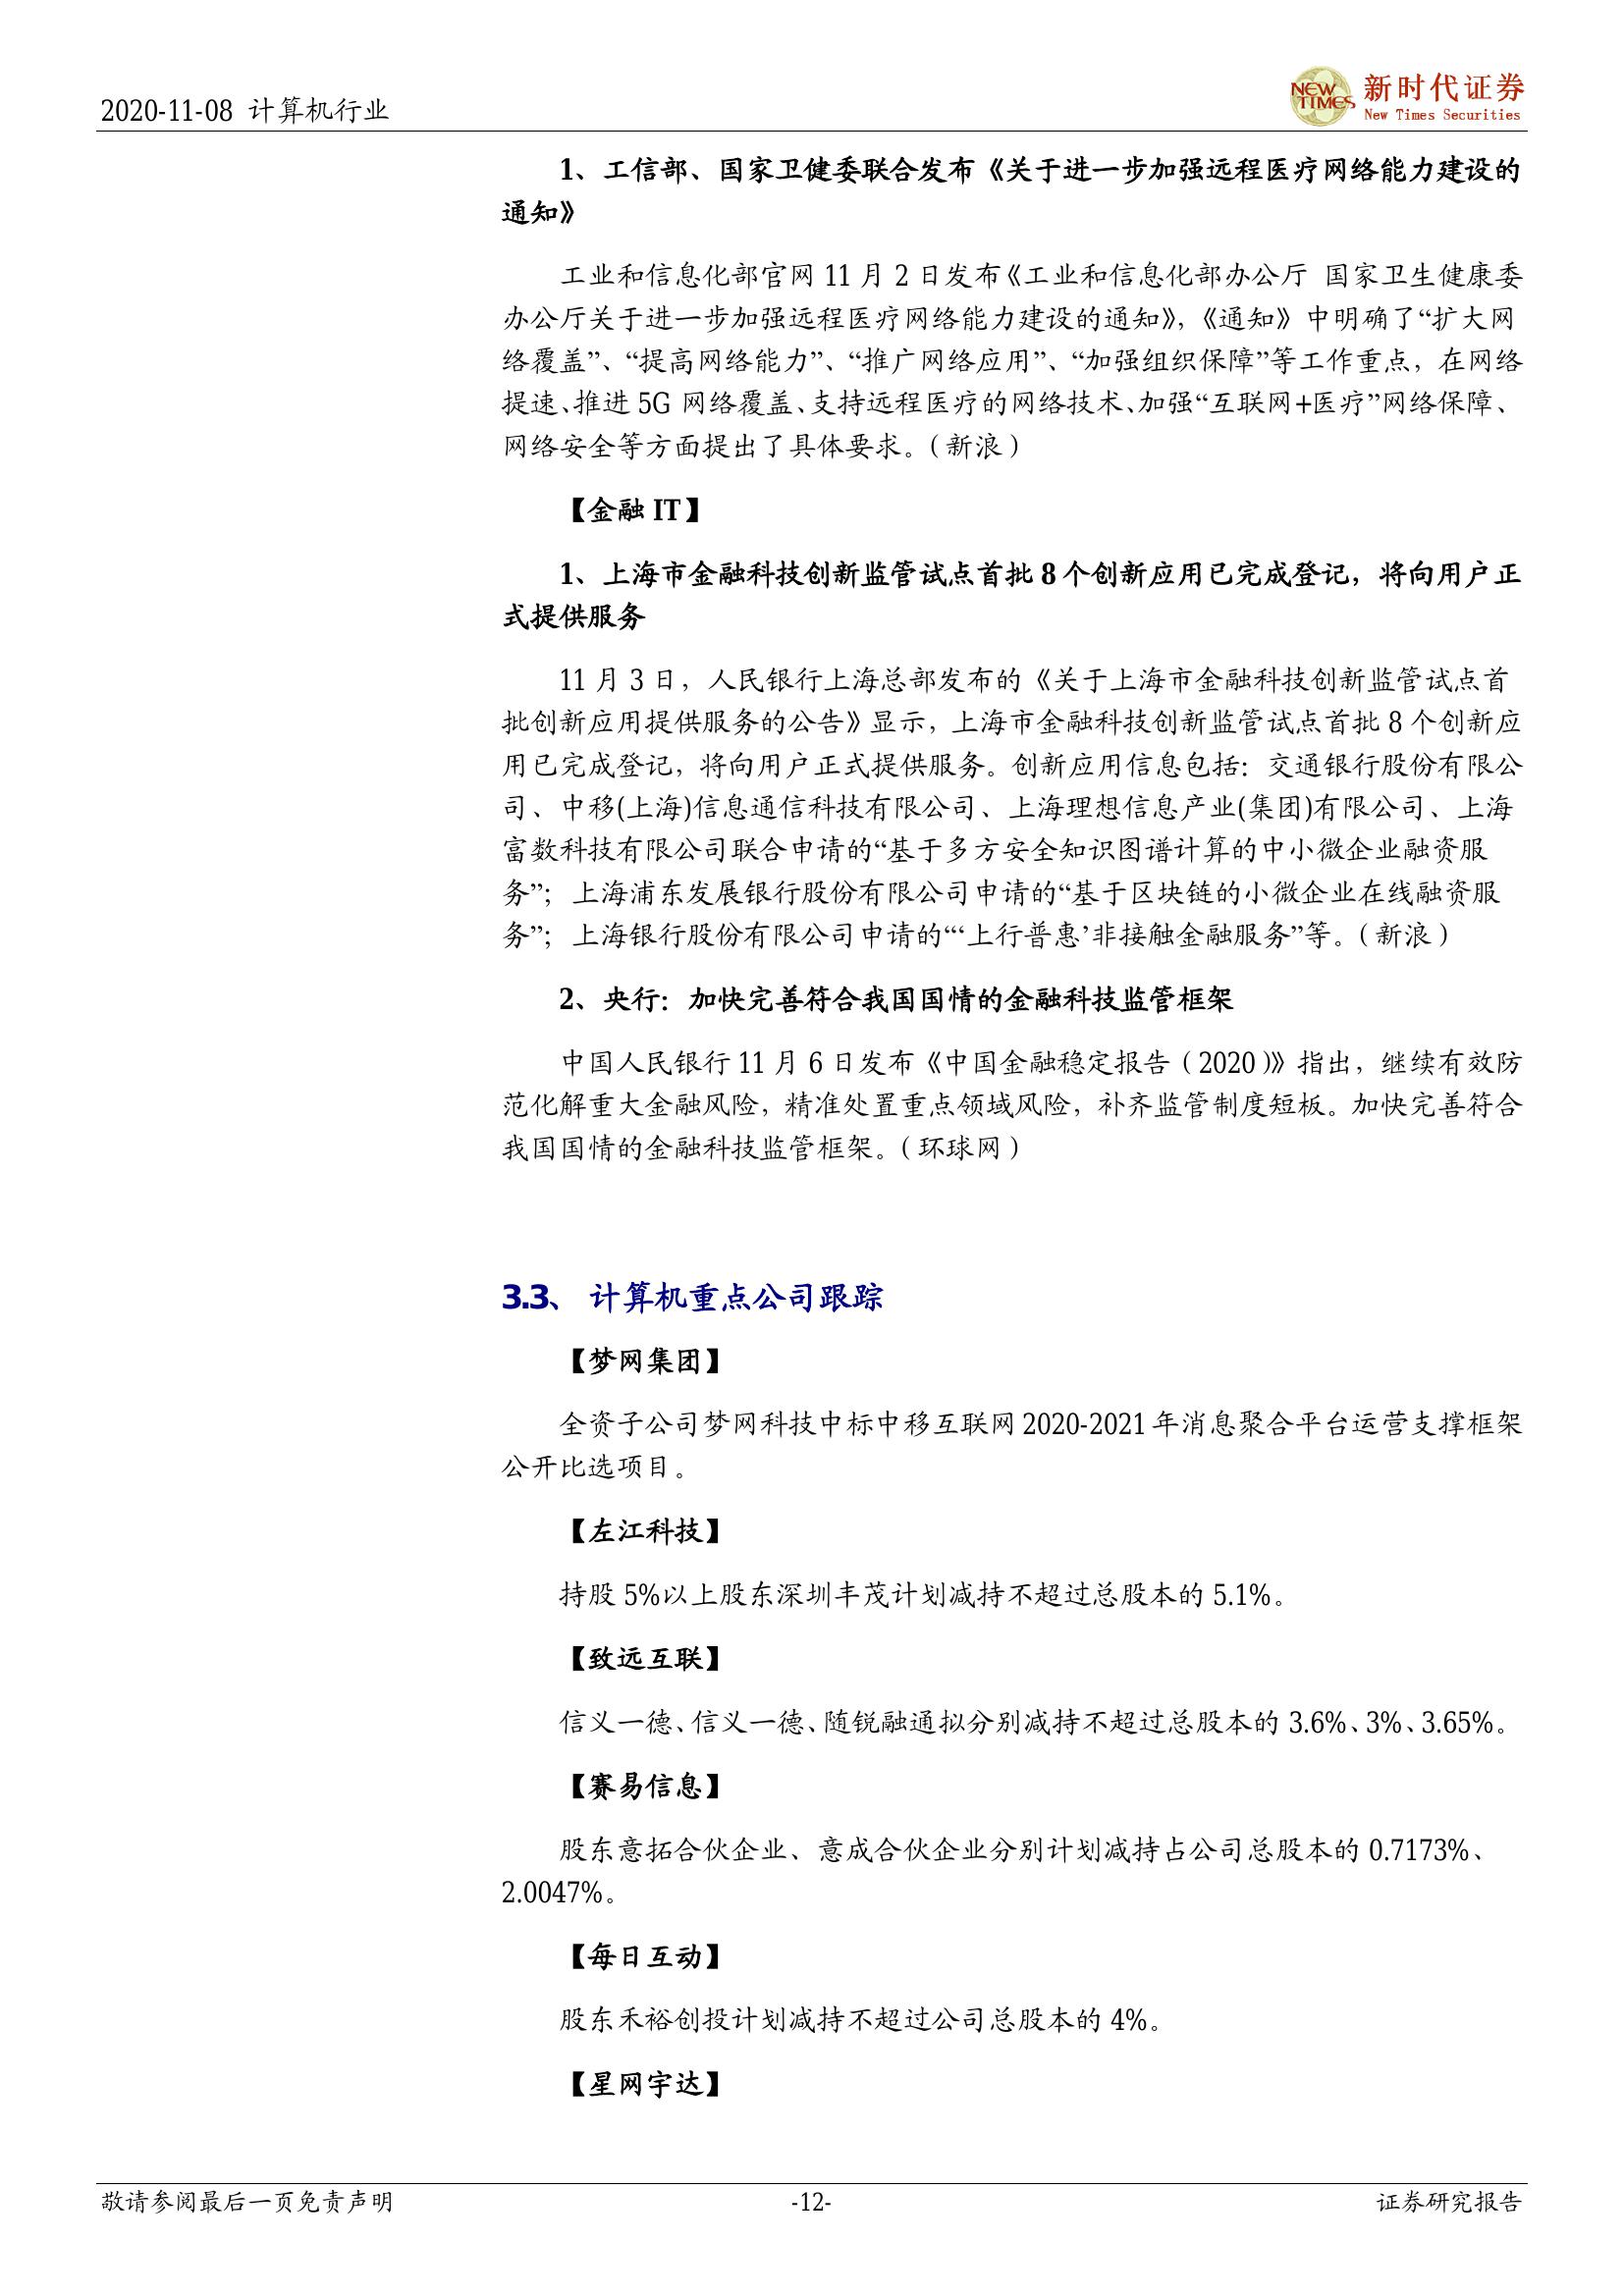 2020-11-08 计算机行业
NEW TIMES 新时代证券
New Times Securities
1、工信部、国家卫健委联合发布《关于进一步加强远程医疗网络能力建设的
通知》
工业和信息化部官网 11 月 2 日发布《工业和信息化部办公厅 国家卫生健康委
办公厅关于进一步加强远程医疗网络能力建设的通知》，《通知》中明确了“扩大网
络覆盖”、“提高网络能力”、“推广网络应用”、“加强组织保障”等工作重点，在网络
提速、推进 5G 网络覆盖、支持远程医疗的网络技术、加强“互联网+医疗”网络保障、
网络安全等方面提出了具体要求。（新浪）
【金融 IT】
1、上海市金融科技创新监管试点首批 8 个创新应用已完成登记，将向用户正
式提供服务
11 月 3 日，人民银行上海总部发布的《关于上海市金融科技创新监管试点首
批创新应用提供服务的公告》显示，上海市金融科技创新监管试点首批 8 个创新应
用已完成登记，将向用户正式提供服务。创新应用信息包括：交通银行股份有限公
司、中移(上海)信息通信科技有限公司、上海理想信息产业(集团)有限公司、上海
富数科技有限公司联合申请的“基于多方安全知识图谱计算的中小微企业融资服
务”；上海浦东发展银行股份有限公司申请的“基于区块链的小微企业在线融资服
务”；上海银行股份有限公司申请的“‘上行普惠’非接触金融服务”等。（新浪）
2、央行：加快完善符合我国国情的金融科技监管框架
中国人民银行 11 月 6 日发布《中国金融稳定报告（2020）》指出，继续有效防
范化解重大金融风险，精准处置重点领域风险，补齐监管制度短板。加快完善符合
我国国情的金融科技监管框架。（环球网）
3.3、 计算机重点公司跟踪
【梦网集团】
全资子公司梦网科技中标中移互联网 2020-2021 年消息聚合平台运营支撑框架
公开比选项目。
【左江科技】
持股 5%以上股东深圳丰茂计划减持不超过总股本的 5.1%。
【致远互联】
信义一德、信义一德、随锐融通拟分别减持不超过总股本的 3.6%、3%、3.65%。
【赛易信息】
股东意拓合伙企业、意成合伙企业分别计划减持占公司总股本的 0.7173%、
2.0047%。
【每日互动】
股东禾裕创投计划减持不超过公司总股本的 4%。
【星网宇达】
敬请参阅最后一页免责声明 -12- 证券研究报告